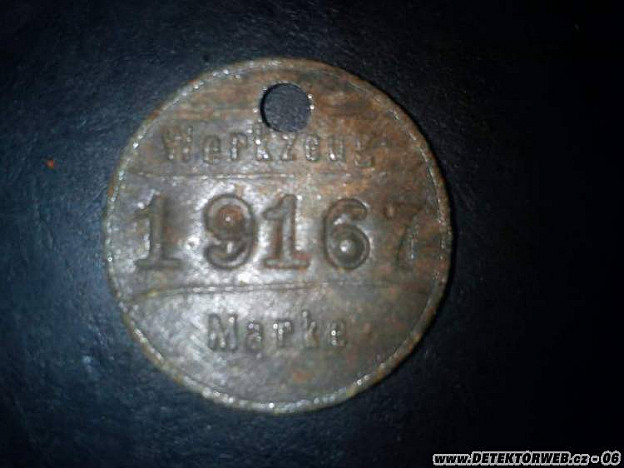 Werkzeug
19167
Marke
www.DETEKTORWEB.cz - 06